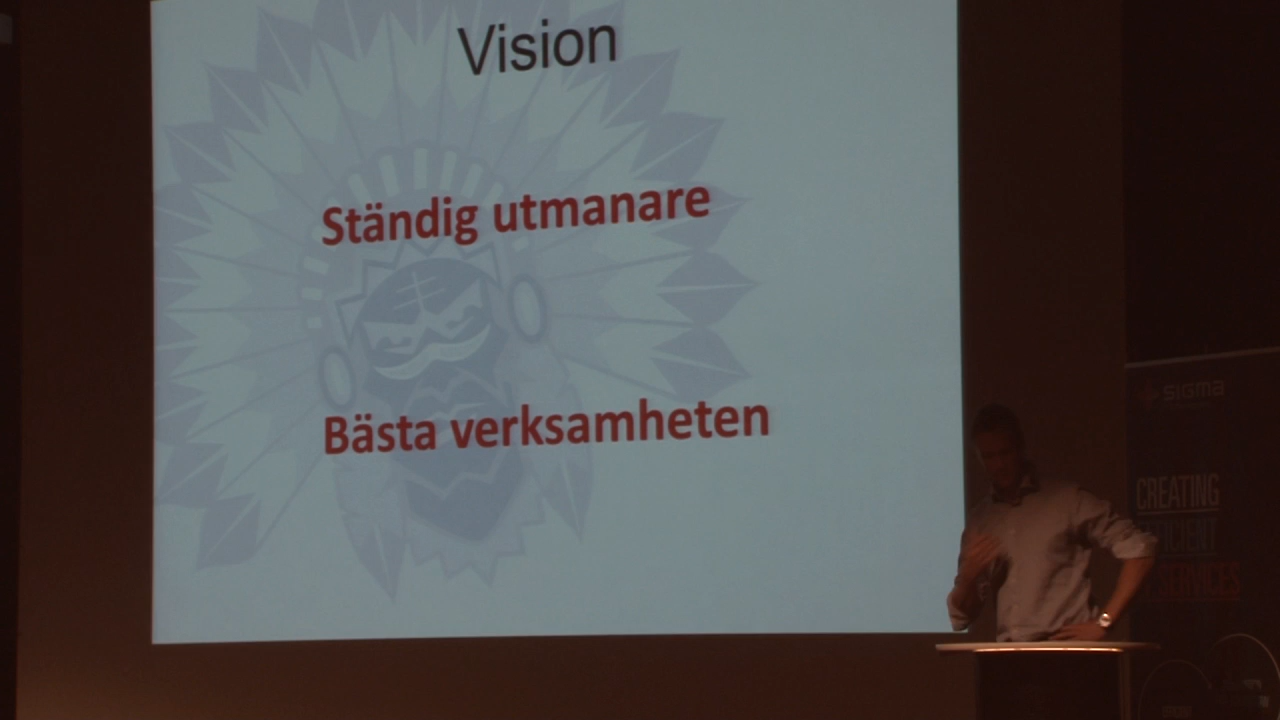 Vision
Ständig utmanare
Bästa verksamheten
sigma
CREATING
SERVICES